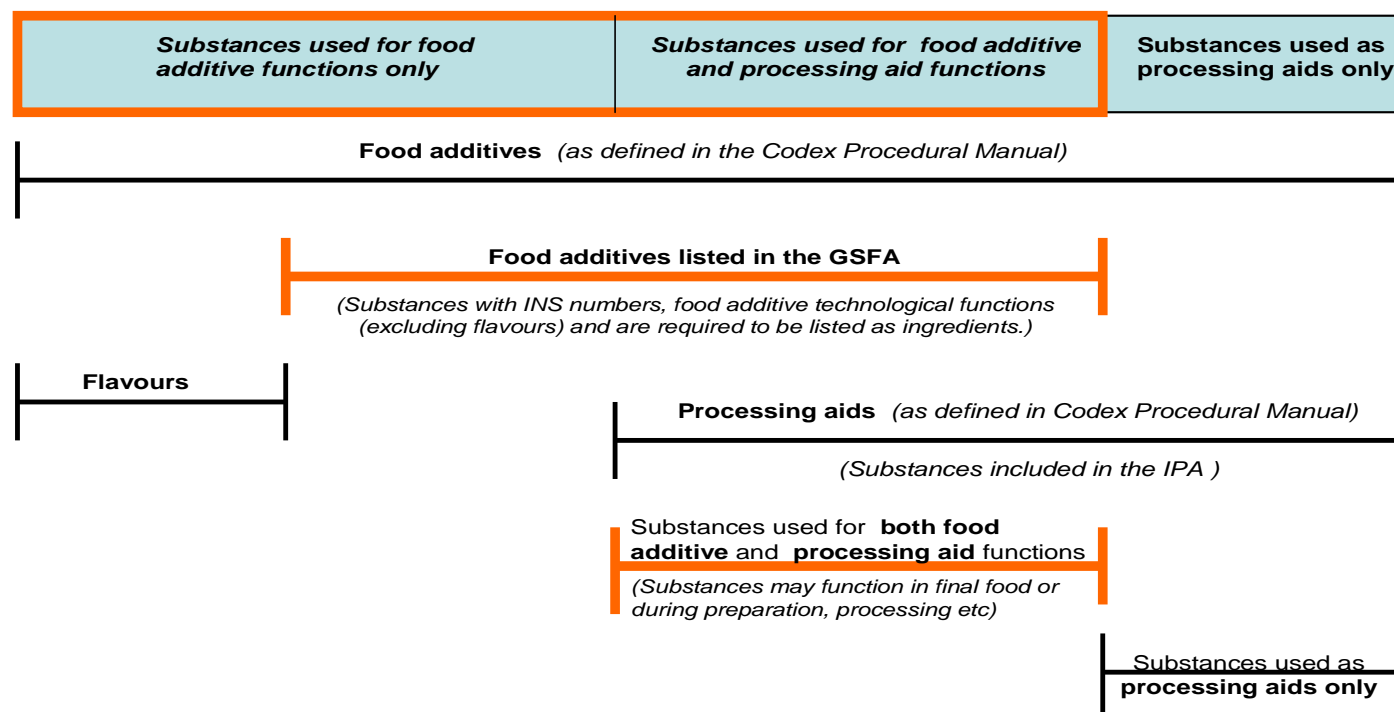 Substances used for food
additive functions only
Substances used for food additive
and processing aid functions
Substances used as
processing aids only
Food additives (as defined in the Codex Procedural Manual)
Food additives listed in the GSFA
(Substances with INS numbers, food additive technological functions
(excluding flavours) and are required to be listed as ingredients.)
Flavours
Processing aids (as defined in Codex Procedural Manual)
(Substances included in the IPA )
Substances used for both food
additive and processing aid functions
(Substances may function in final food or
during preparation, processing etc)
Substances used as
processing aids only